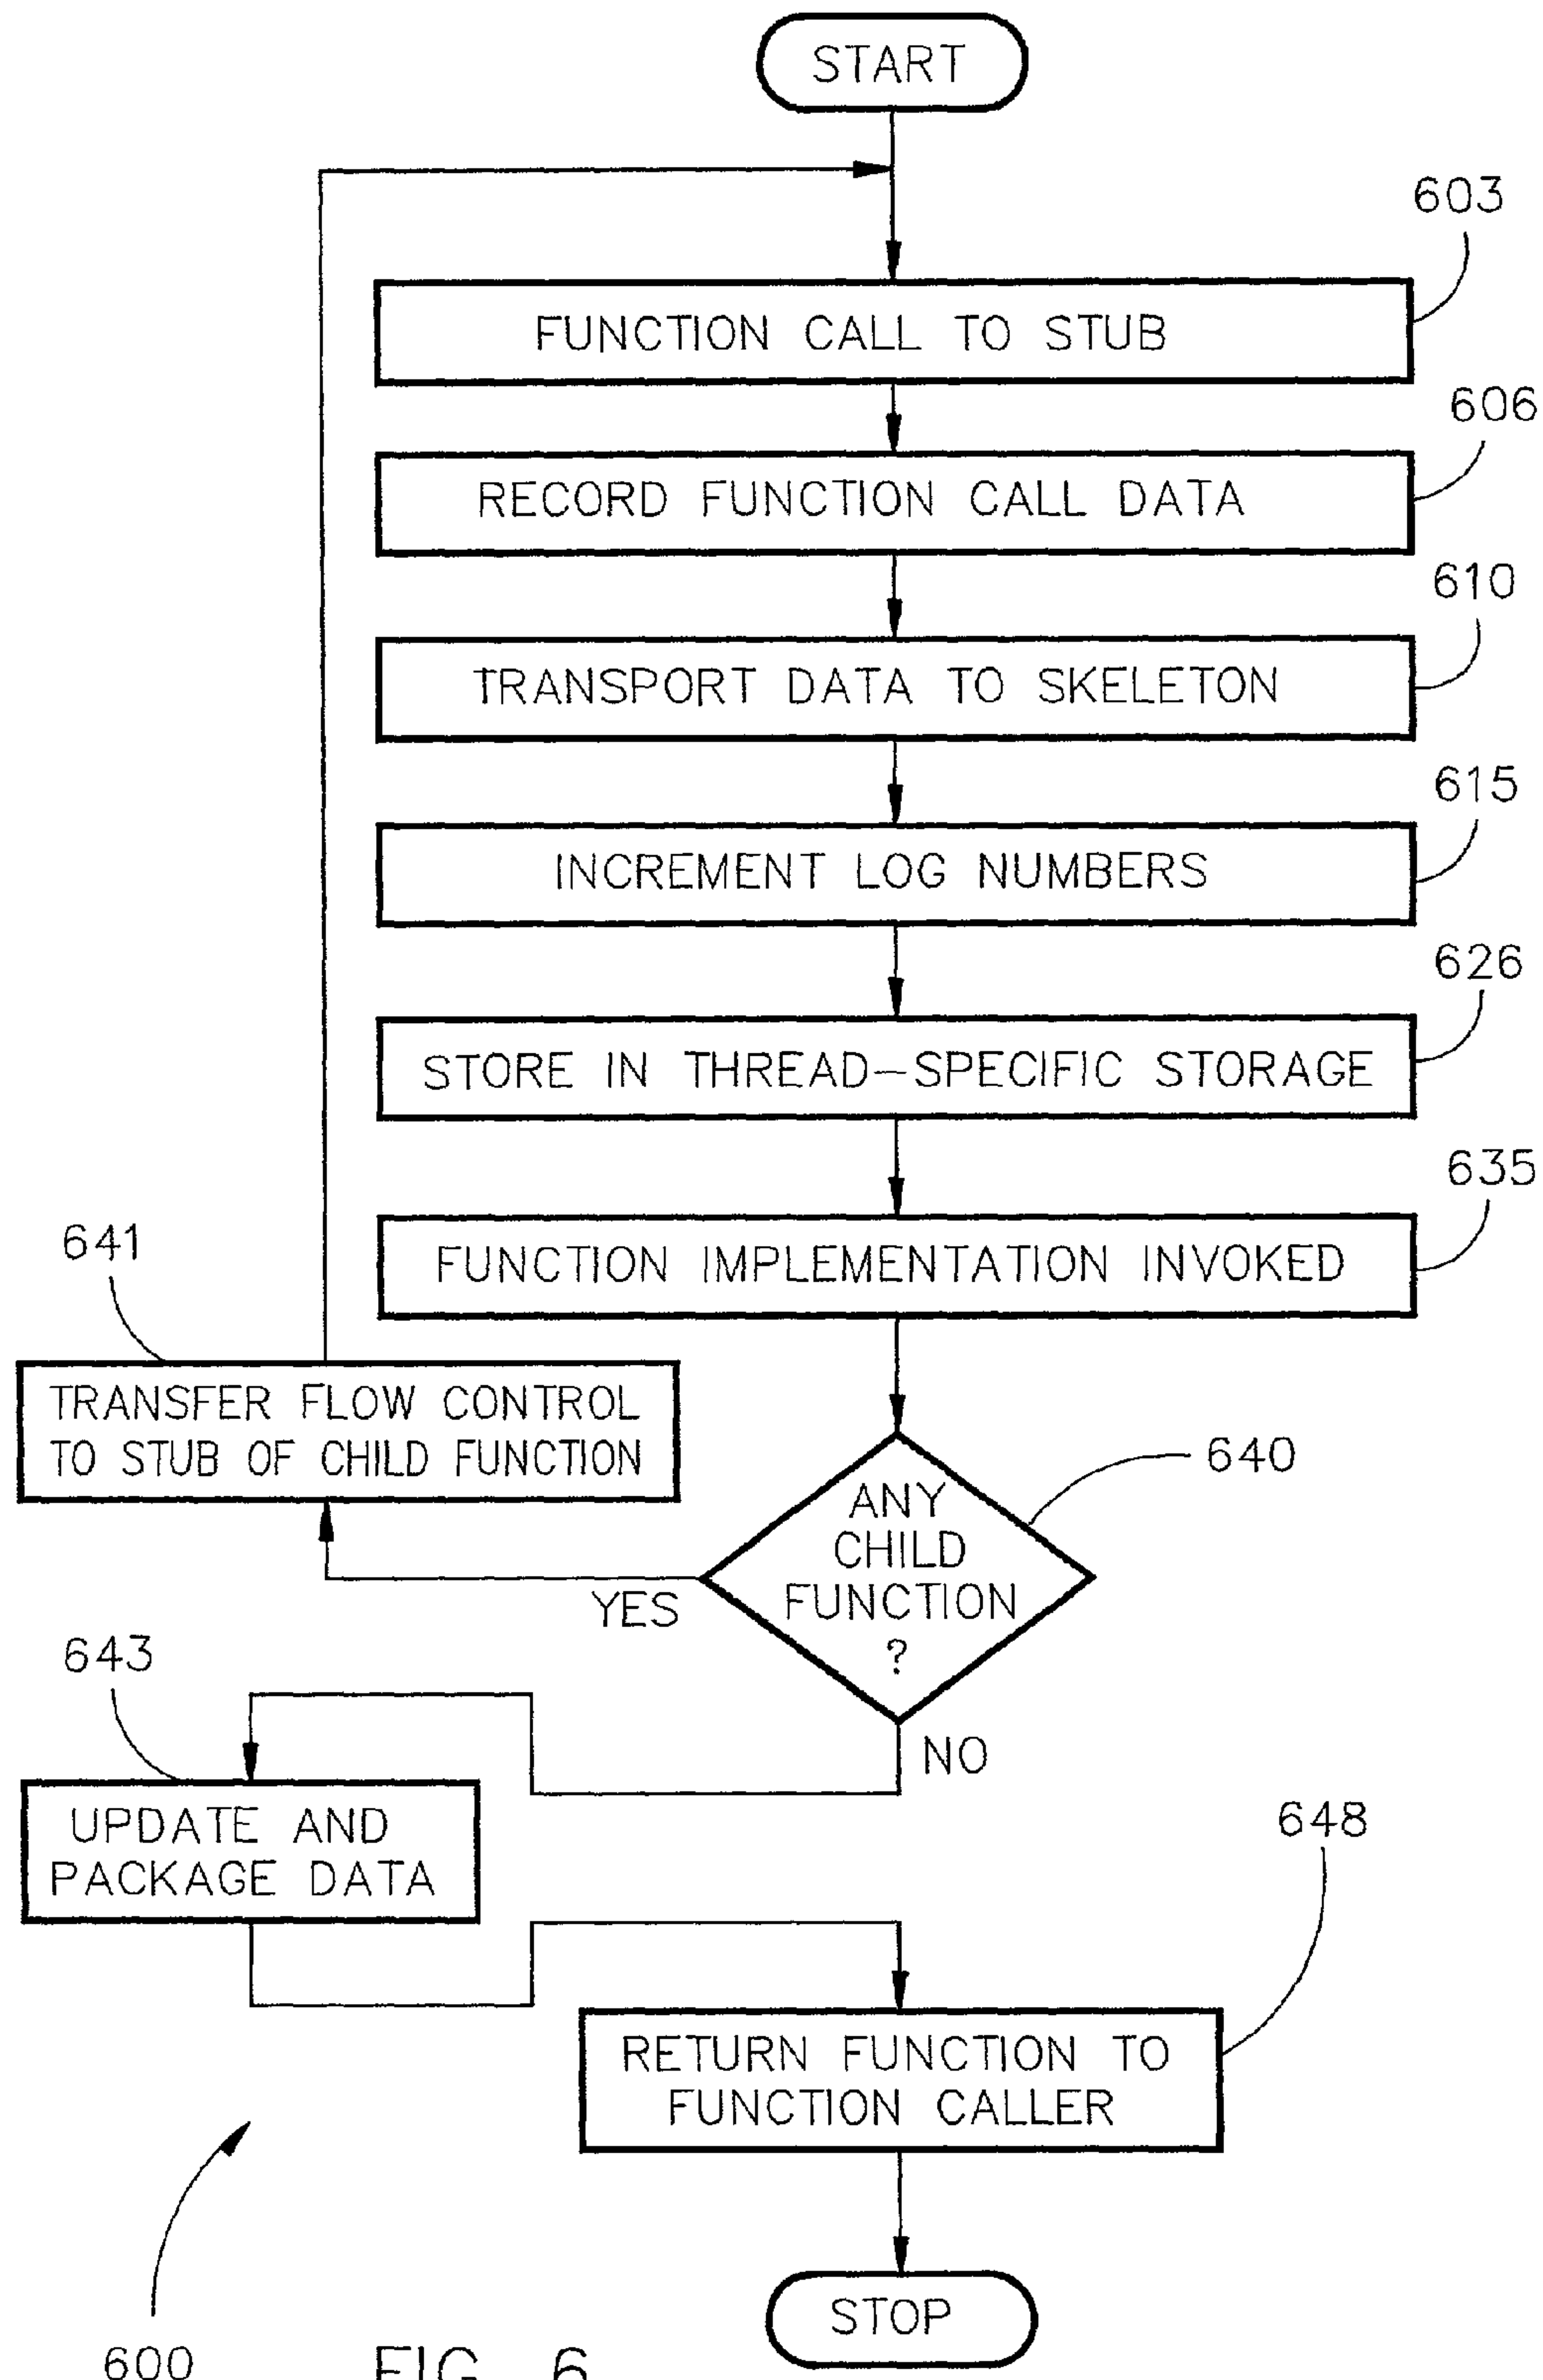 START
603
FUNCTION CALL TO STUB
606
RECORD FUNCTION CALL DATA
610
TRANSPORT DATA TO SKELETON
615
INCREMENT LOG NUMBERS
626
STORE IN THREAD-SPECIFIC STORAGE
635
FUNCTION IMPLEMENTATION INVOKED
641
TRANSFER FLOW CONTROL
TO STUB OF CHILD FUNCTION
640
ANY
CHILD
FUNCTION
?
YES
NO
643
UPDATE AND
PACKAGE DATA
648
RETURN FUNCTION TO
FUNCTION CALLER
STOP
600
FIG. 6